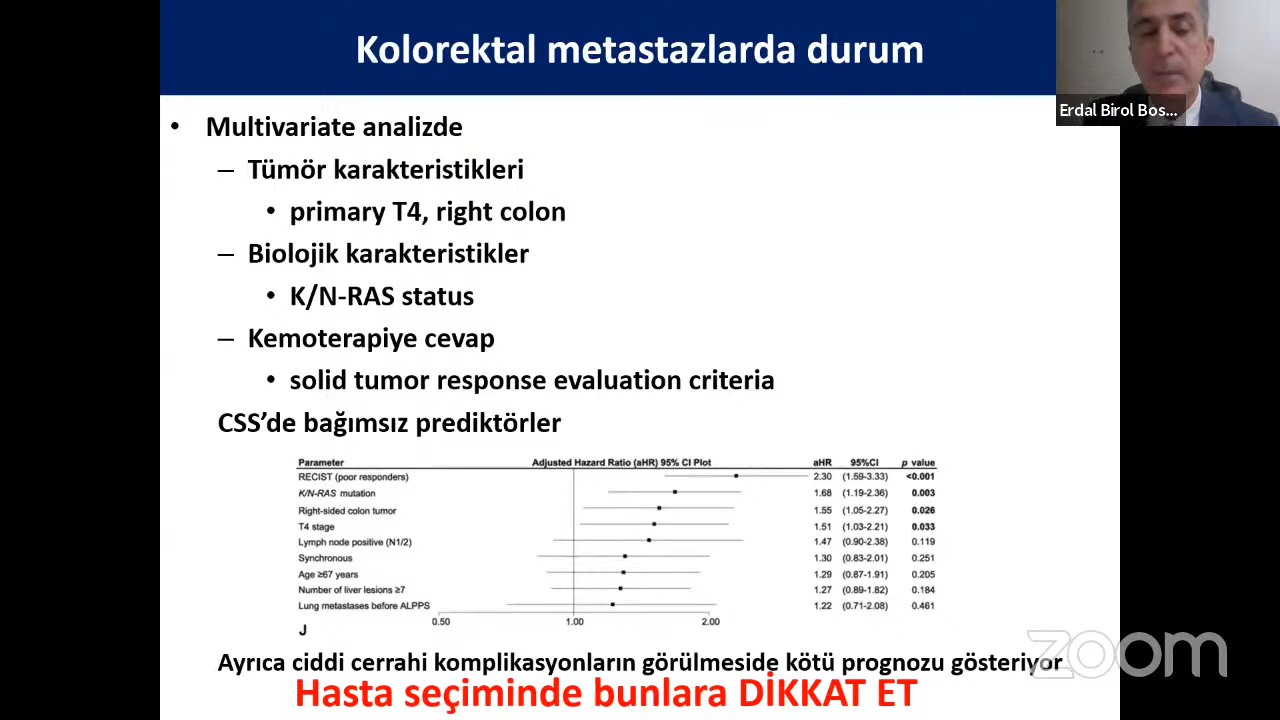 Kolorektal metastazlarda durum
Erdal Birol Bos...
• Multivariate analizde
– Tümör karakteristikleri
• primary T4, right colon
– Biolojik karakteristikler
• K/N-RAS status
– Kemoterapiye cevap
• solid tumor response evaluation criteria
CSS'de bağımsız prediktörler
Parameter Adjusted Hazard Ratio (aHR) 95% CI Plot aHR 95%CI p value
RECIST (poor responders) 2.30 (1.59-3.33) <0.001
K/N-RAS mutation 1.68 (1.19-2.36) 0.003
Right-sided colon tumor 1.55 (1.05-2.27) 0.026
T4 stage 1.51 (1.03-2.21) 0.033
Lymph node positive (N1/2) 1.47 (0.90-2.38) 0.119
Synchronous 1.30 (0.83-2.01) 0.251
Age ≥67 years 1.29 (0.87-1.91) 0.205
Number of liver lesions ≥7 1.27 (0.89-1.82) 0.184
Lung metastases before ALPPS 1.22 (0.71-2.08) 0.461
0.50 1.00 2.00
J
Ayrıca ciddi cerrahi komplikasyonların görülmeside kötü prognozu gösteriyor
zoom
Hasta seçiminde bunlara DİKKAT ET